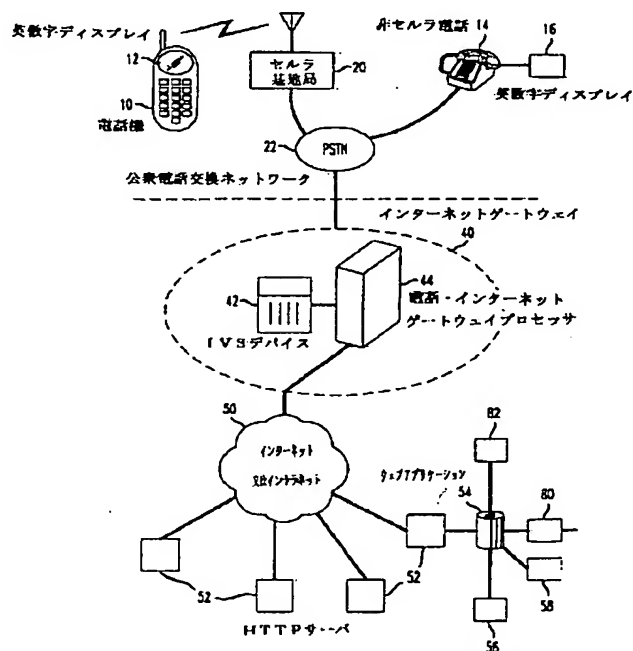 英数字ディスプレイ
12
10
電話機
セルラ
基地局
20
非セルラ電話
14
16
英数字ディスプレイ
22
PSTN
公衆電話交換ネットワーク
インターネットゲートウェイ
40
42
44
IVSデバイス
電話・インターネット
ゲートウェイプロセッサ
50
インターネット
又はイントラネット
ウェブアプリケーション
82
54
80
52
58
52
52
56
HTTPサーバ